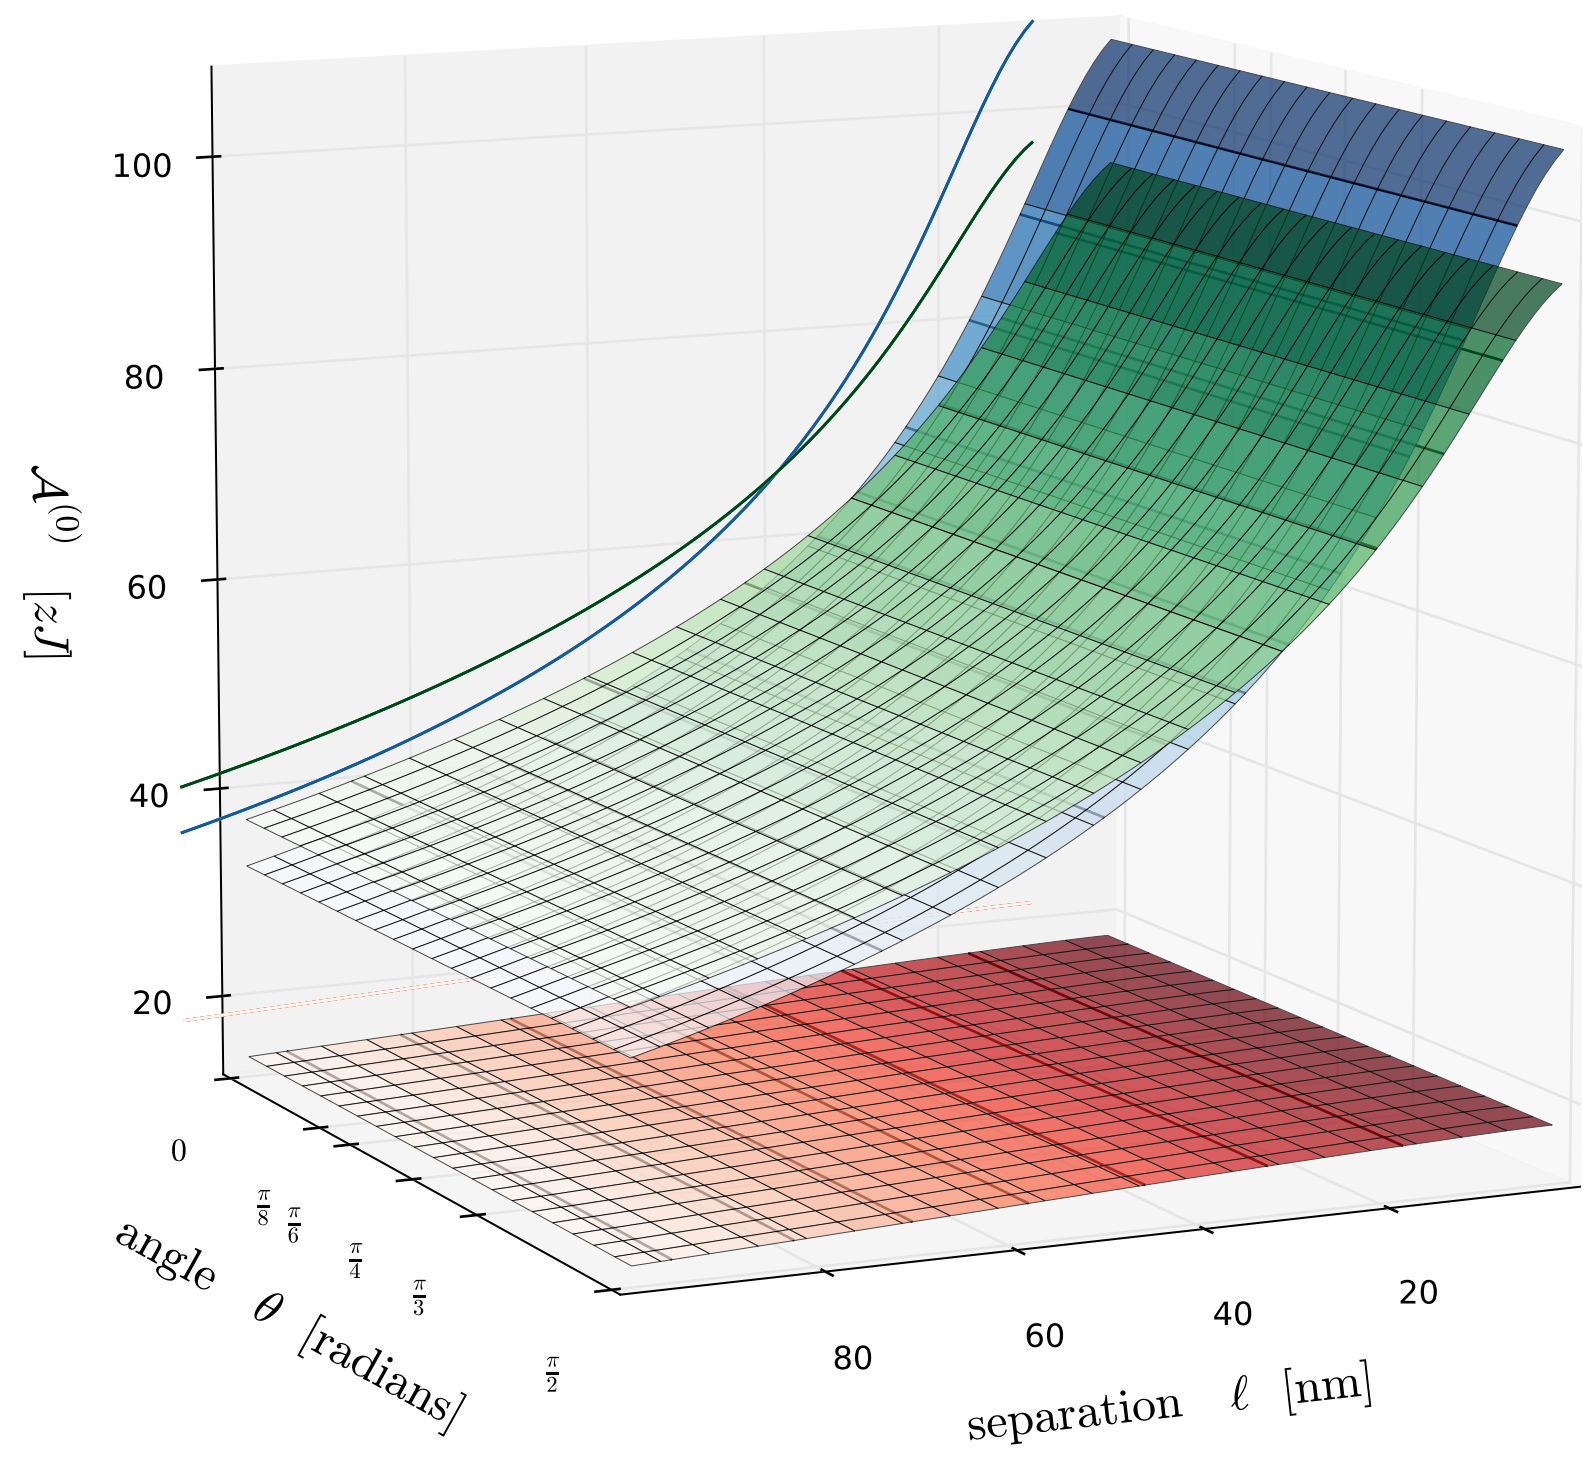 100
80
60
40
20
𝒜⁽⁰⁾ [zJ]
0
π/8
π/6
π/4
π/3
π/2
angle θ [radians]
80
60
40
20
separation ℓ [nm]